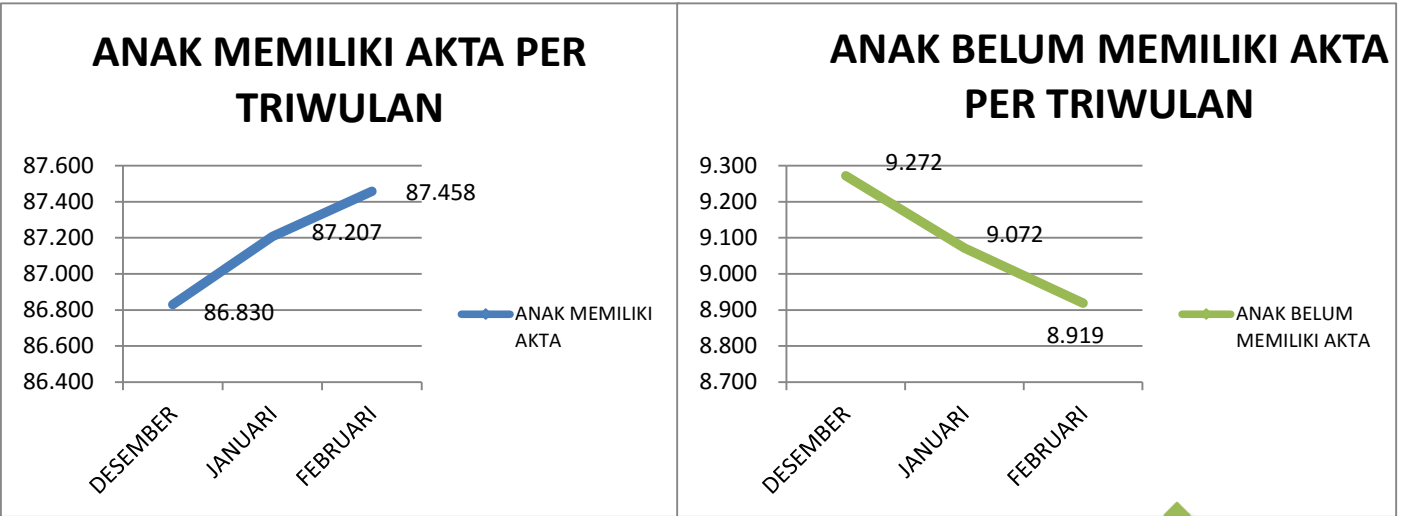 ANAK MEMILIKI AKTA PER
TRIWULAN
87.600
87.400
87.200
87.000
86.800
86.600
86.400
87.458
87.207
86.830
DESEMBER
JANUARI
FEBRUARI
ANAK MEMILIKI
AKTA
ANAK BELUM MEMILIKI AKTA
PER TRIWULAN
9.300
9.200
9.100
9.000
8.900
8.800
8.700
9.272
9.072
8.919
DESEMBER
JANUARI
FEBRUARI
ANAK BELUM
MEMILIKI AKTA